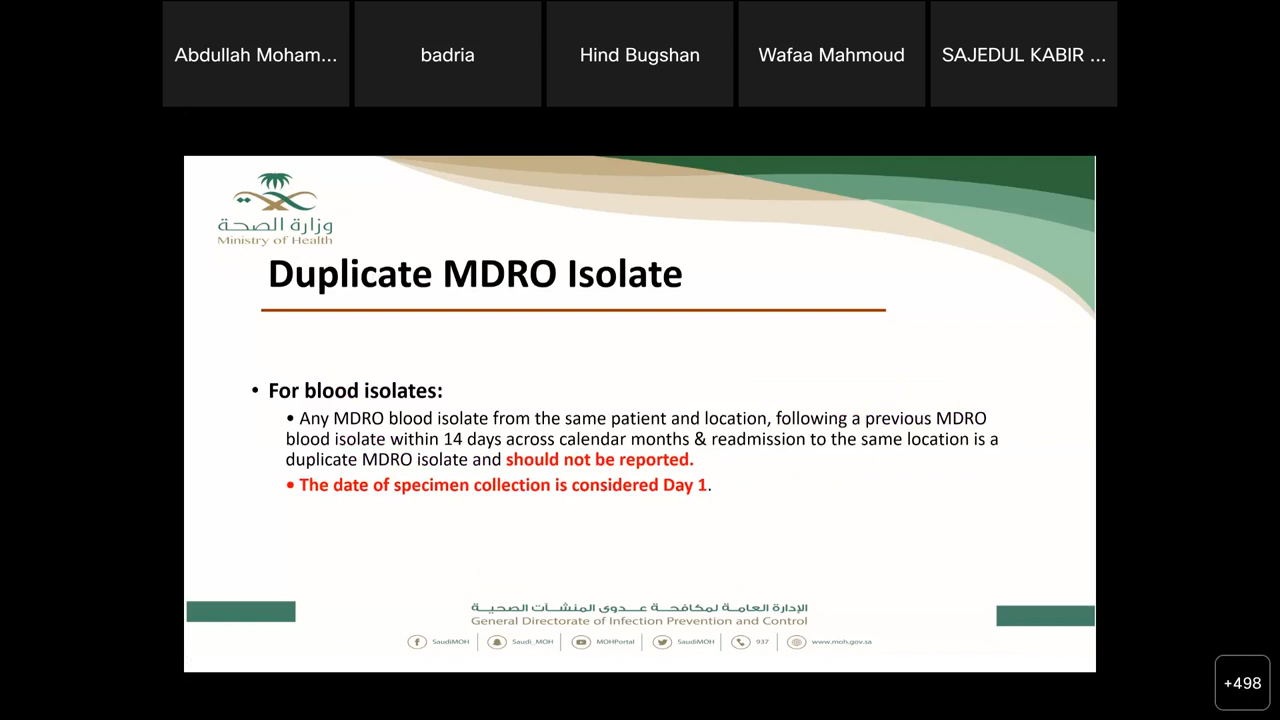 Abdullah Moham...
badria
Hind Bugshan
Wafaa Mahmoud
SAJEDUL KABIR ...
وزارة الصحة
Ministry of Health
Duplicate MDRO Isolate
• For blood isolates:
• Any MDRO blood isolate from the same patient and location, following a previous MDRO
blood isolate within 14 days across calendar months & readmission to the same location is a
duplicate MDRO isolate and should not be reported.
• The date of specimen collection is considered Day 1.
الإدارة العامة لمكافحة عدوى المنشآت الصحية
General Directorate of Infection Prevention and Control
SaudiMOH
Saudi_MOH
MOHPortal
SaudiMOH
937
www.moh.gov.sa
+498